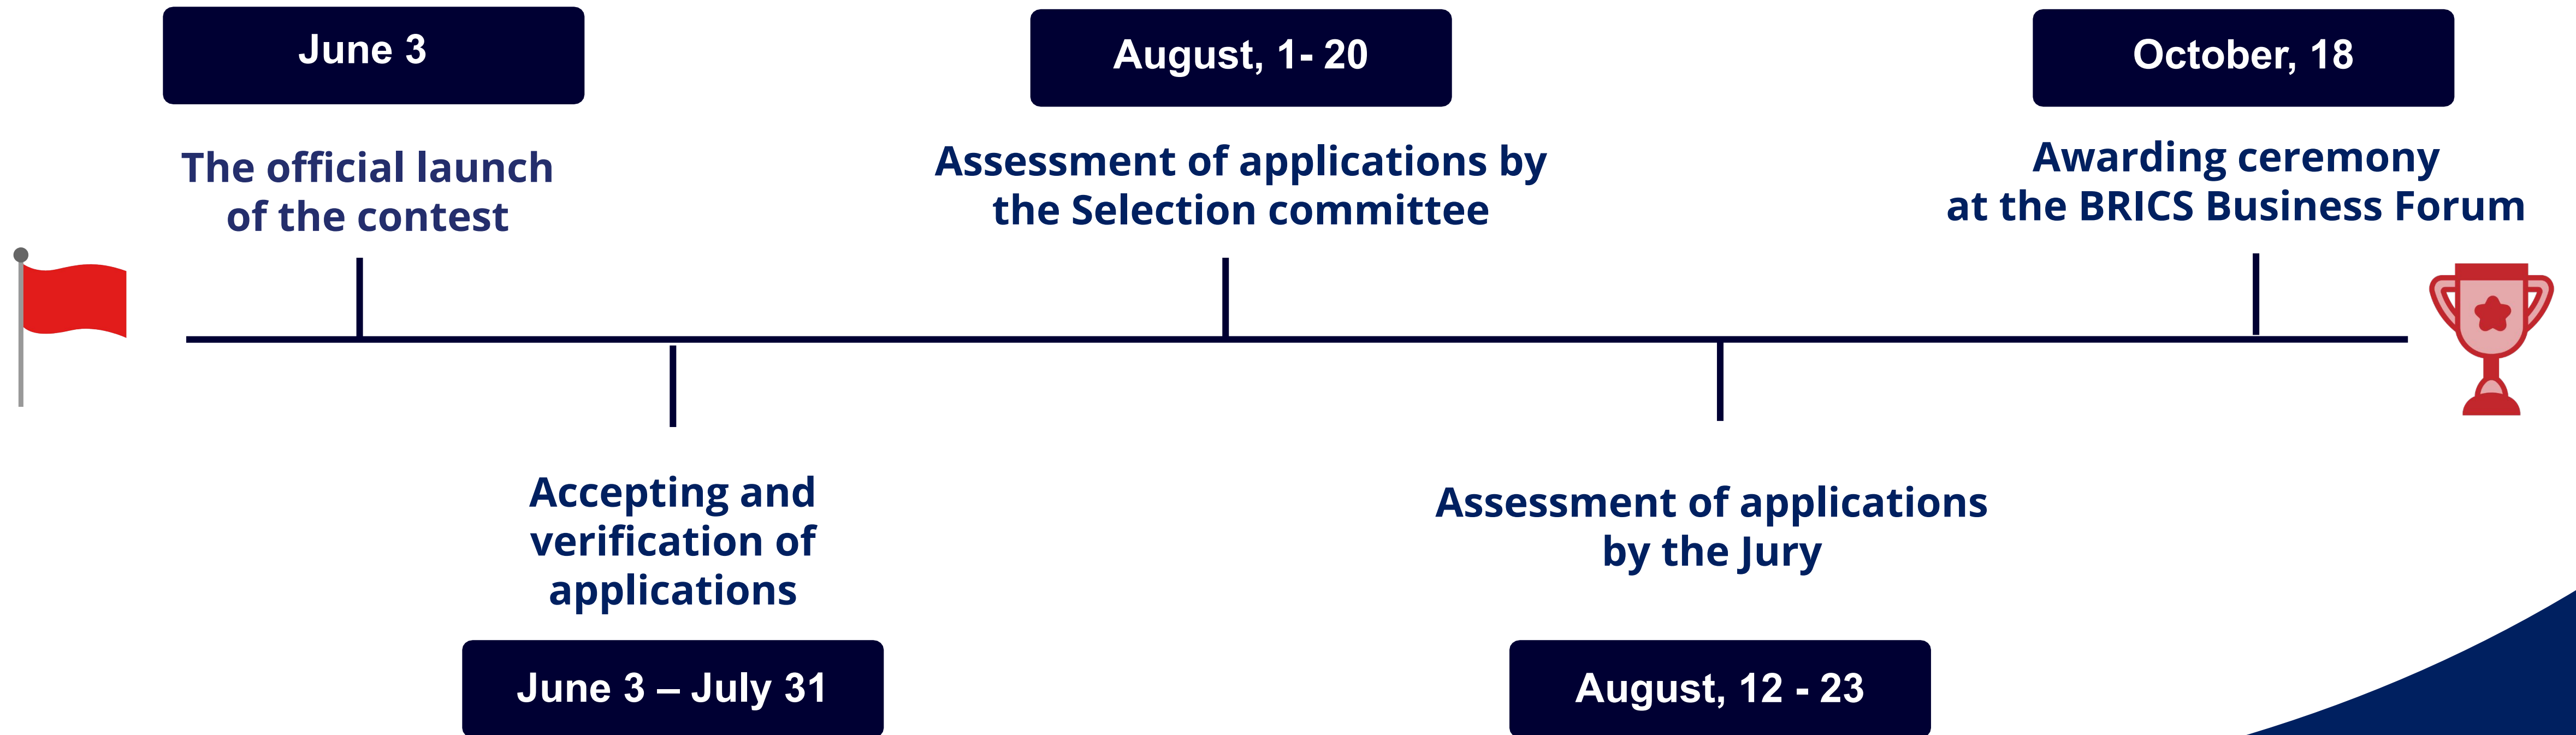 June 3
The official launch
of the contest
Accepting and
verification of
applications
June 3 – July 31
August, 1- 20
Assessment of applications by
the Selection committee
Assessment of applications
by the Jury
August, 12 - 23
October, 18
Awarding ceremony
at the BRICS Business Forum